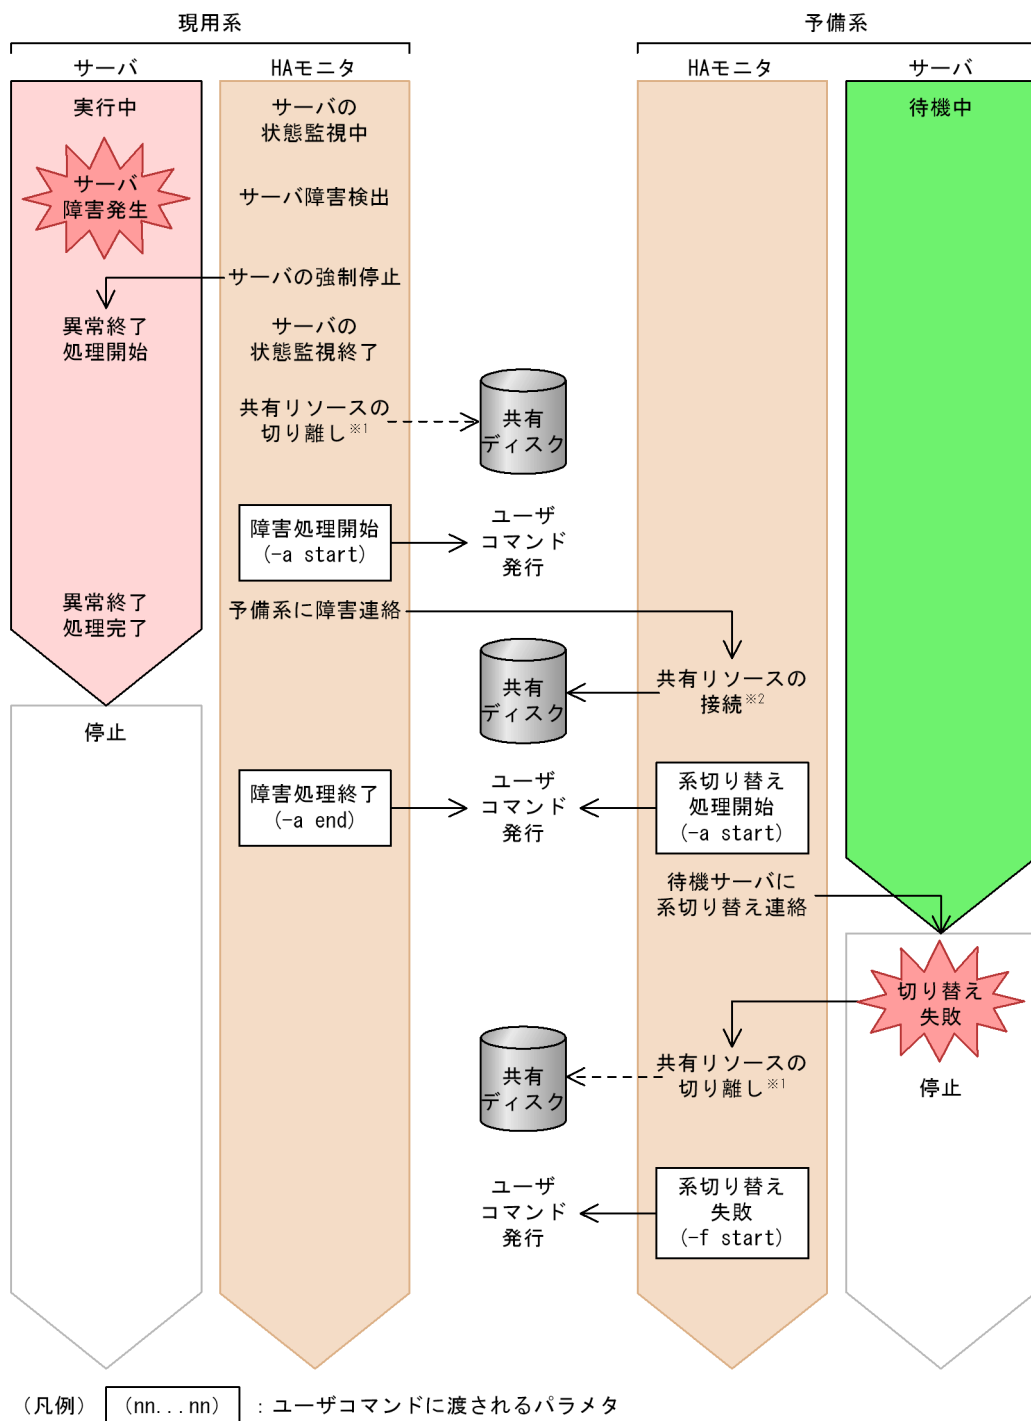 現用系
予備系
サーバ
HAモニタ
HAモニタ
サーバ
実行中
サーバの
状態監視中
待機中
サーバ
障害発生
サーバ障害検出
サーバの強制停止
異常終了
処理開始
サーバの
状態監視終了
共有リソースの
切り離し※1
共有
ディスク
障害処理開始
(-a start)
ユーザ
コマンド
発行
異常終了
処理完了
予備系に障害連絡
共有
ディスク
共有リソースの
接続※2
停止
障害処理終了
(-a end)
ユーザ
コマンド
発行
系切り替え
処理開始
(-a start)
待機サーバに
系切り替え連絡
切り替え
失敗
共有
ディスク
共有リソースの
切り離し※1
停止
ユーザ
コマンド
発行
系切り替え
失敗
(-f start)
(凡例) (nn...nn) : ユーザコマンドに渡されるパラメタ